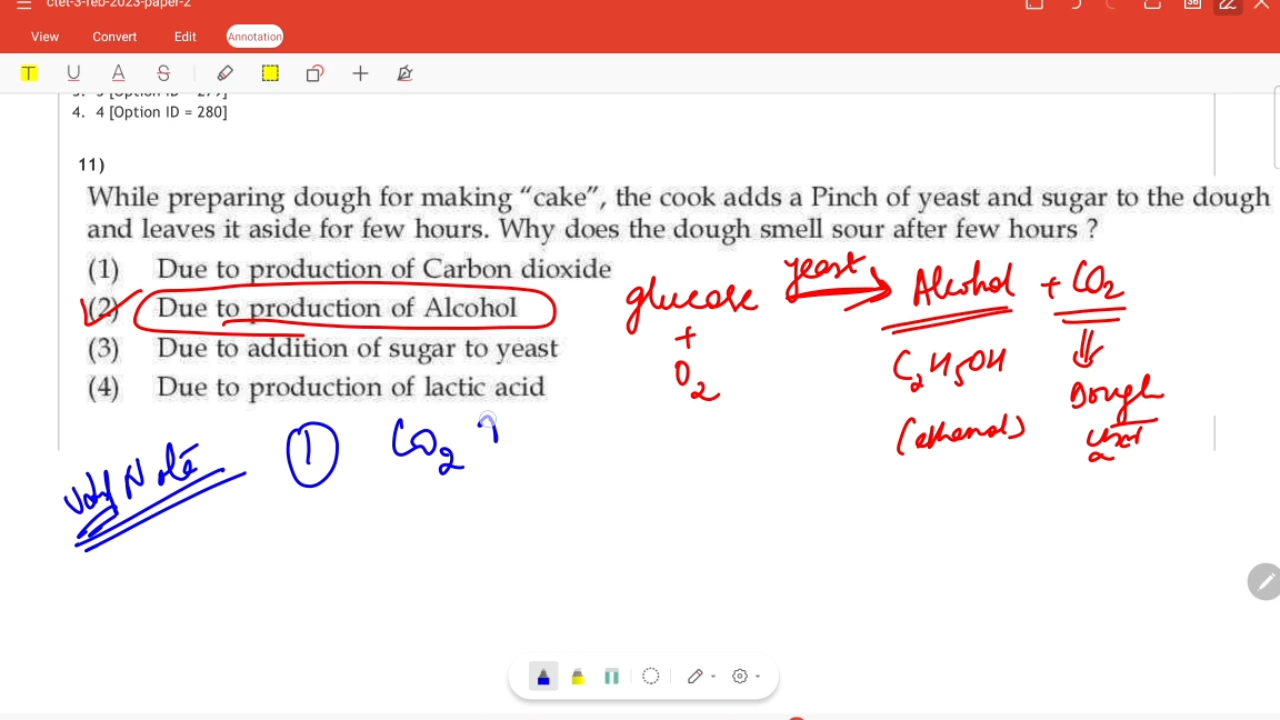 ctet-3-feb-2023-paper-2
View Convert Edit Annotation
4. 4 [Option ID = 280]
11)
While preparing dough for making “cake”, the cook adds a Pinch of yeast and sugar to the dough
and leaves it aside for few hours. Why does the dough smell sour after few hours ?
(1) Due to production of Carbon dioxide
(2) Due to production of Alcohol
(3) Due to addition of sugar to yeast
(4) Due to production of lactic acid
glucose yeast Alcohol + CO2
+
O2
C2H5OH
Dough
(ethanol)
Note
1 CO2